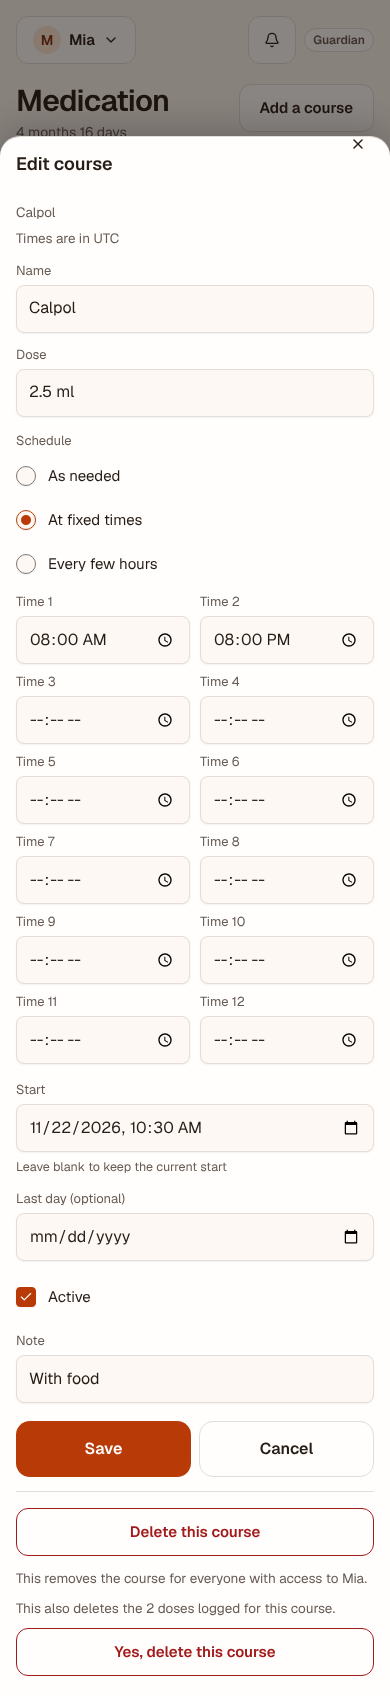 M Mia
Guardian
Medication
Add a course
4 months 16 days
Edit course
Calpol
Times are in UTC
Name
Calpol
Dose
2.5 ml
Schedule
As needed
At fixed times
Every few hours
Time 1 Time 2
08:00 AM 08:00 PM
Time 3 Time 4
--:-- -- --:-- --
Time 5 Time 6
--:-- -- --:-- --
Time 7 Time 8
--:-- -- --:-- --
Time 9 Time 10
--:-- -- --:-- --
Time 11 Time 12
--:-- -- --:-- --
Start
11/22/2026, 10:30 AM
Leave blank to keep the current start
Last day (optional)
mm/dd/yyyy
Active
Note
With food
Save Cancel
Delete this course
This removes the course for everyone with access to Mia.
This also deletes the 2 doses logged for this course.
Yes, delete this course